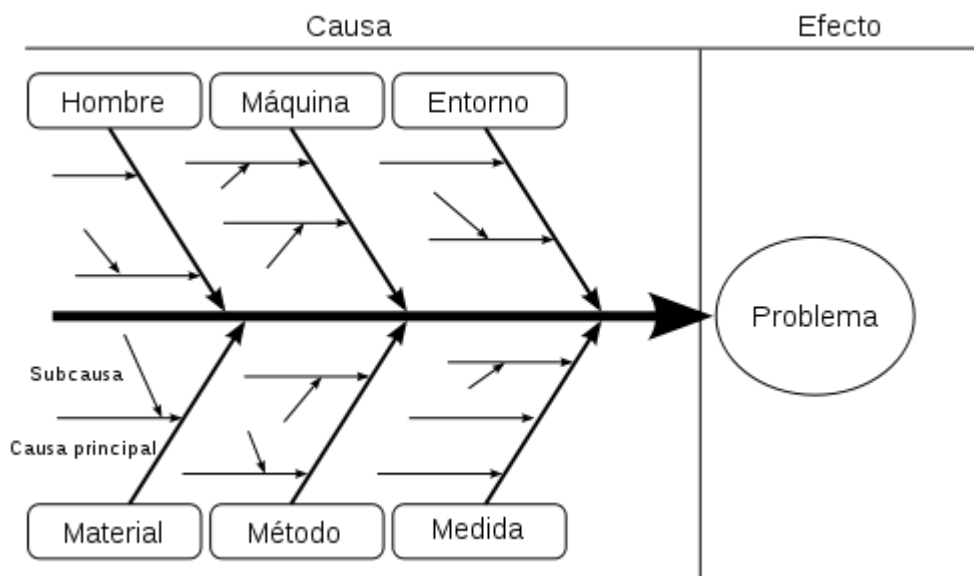 Causa
Efecto
Hombre
Máquina
Entorno
Problema
Subcausa
Causa principal
Material
Método
Medida